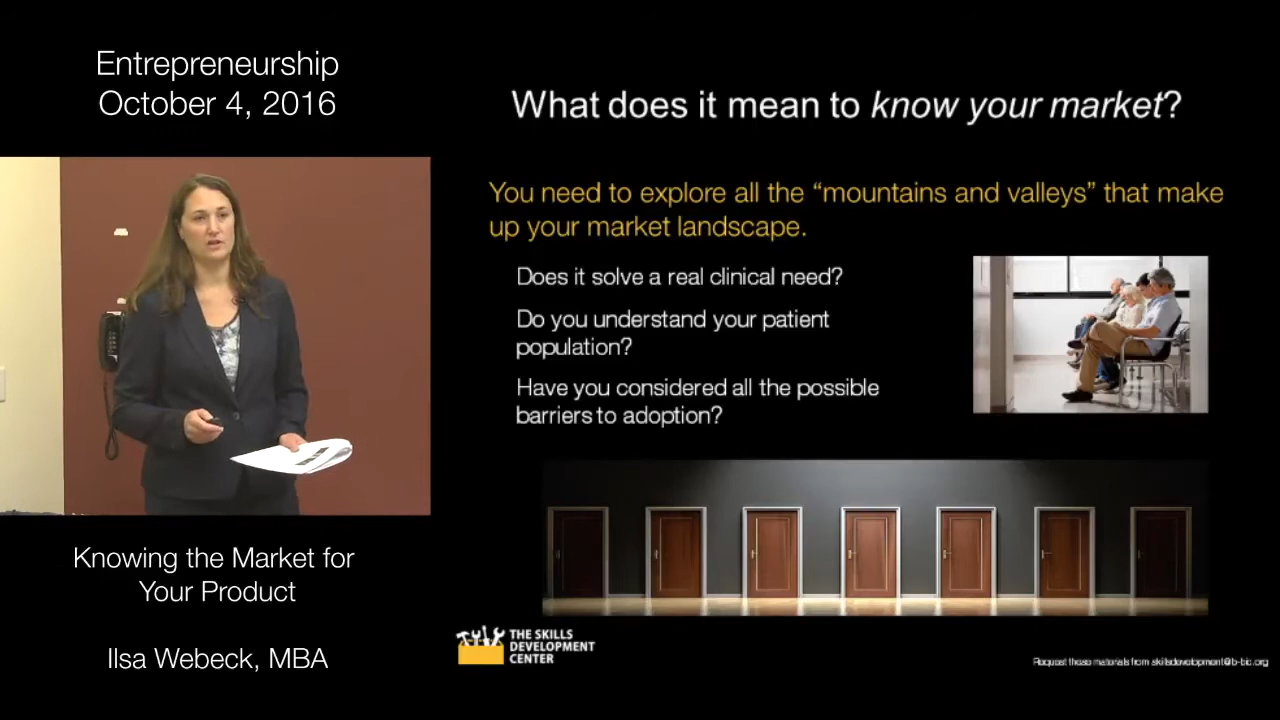 Entrepreneurship
October 4, 2016
What does it mean to know your market?
You need to explore all the “mountains and valleys” that make
up your market landscape.
Does it solve a real clinical need?
Do you understand your patient
population?
Have you considered all the possible
barriers to adoption?
Knowing the Market for
Your Product
Ilsa Webeck, MBA
THE SKILLS
DEVELOPMENT
CENTER
Request these materials from skillsdevelopment@b-bic.org